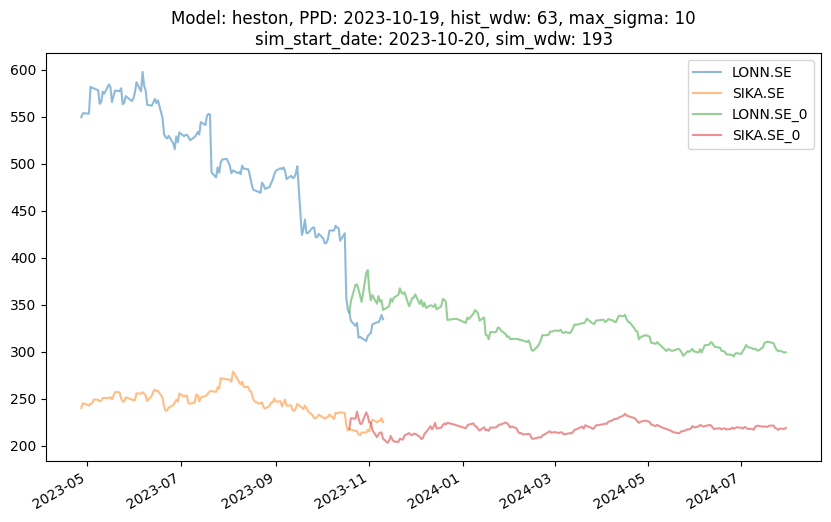 Model: heston, PPD: 2023-10-19, hist_wdw: 63, max_sigma: 10
sim_start_date: 2023-10-20, sim_wdw: 193
LONN.SE
SIKA.SE
LONN.SE_0
SIKA.SE_0
600
550
500
450
400
350
300
250
200
2023-05
2023-07
2023-09
2023-11
2024-01
2024-03
2024-05
2024-07